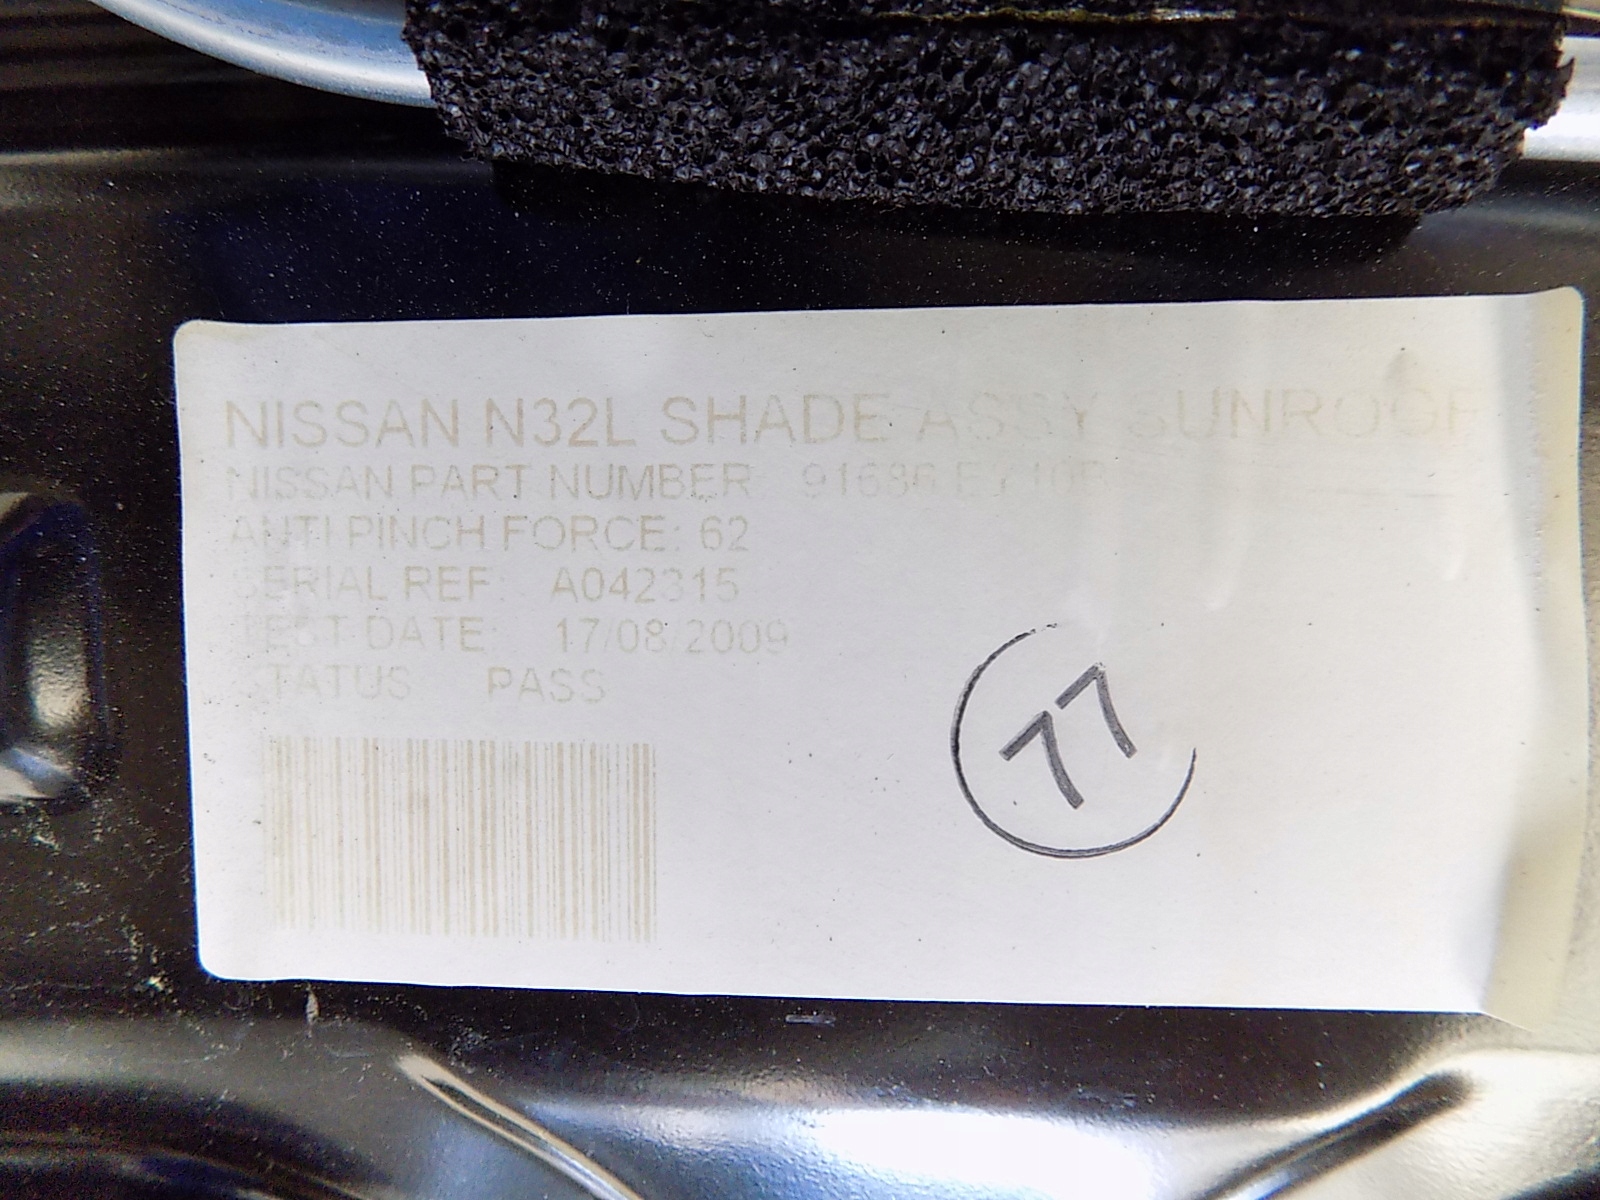 NISSAN N32L SHADE ASSY SUNROOF
NISSAN PART NUMBER 91686
ANTI PINCH FORCE: 62
SERIAL REF: A042315
TEST DATE: 17/08/2009
STATUS PASS
77